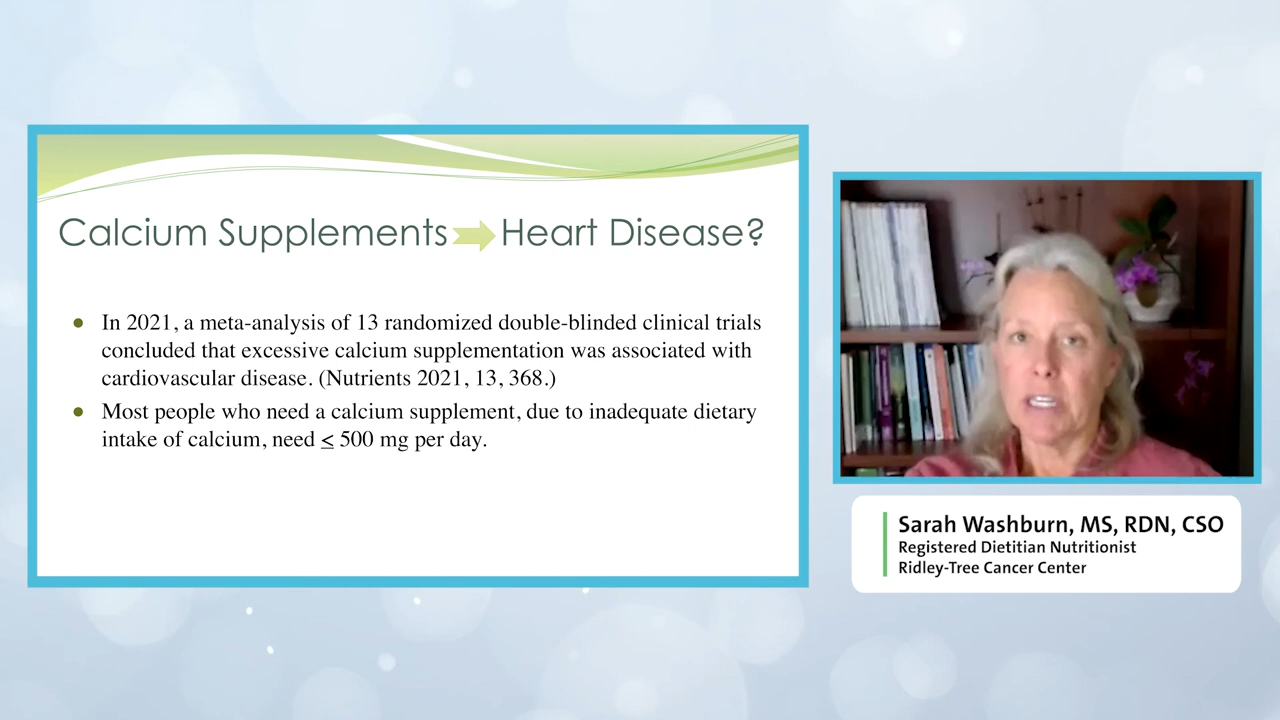 Calcium Supplements Heart Disease?
● In 2021, a meta-analysis of 13 randomized double-blinded clinical trials
concluded that excessive calcium supplementation was associated with
cardiovascular disease. (Nutrients 2021, 13, 368.)
● Most people who need a calcium supplement, due to inadequate dietary
intake of calcium, need ≤ 500 mg per day.
Sarah Washburn, MS, RDN, CSO
Registered Dietitian Nutritionist
Ridley-Tree Cancer Center